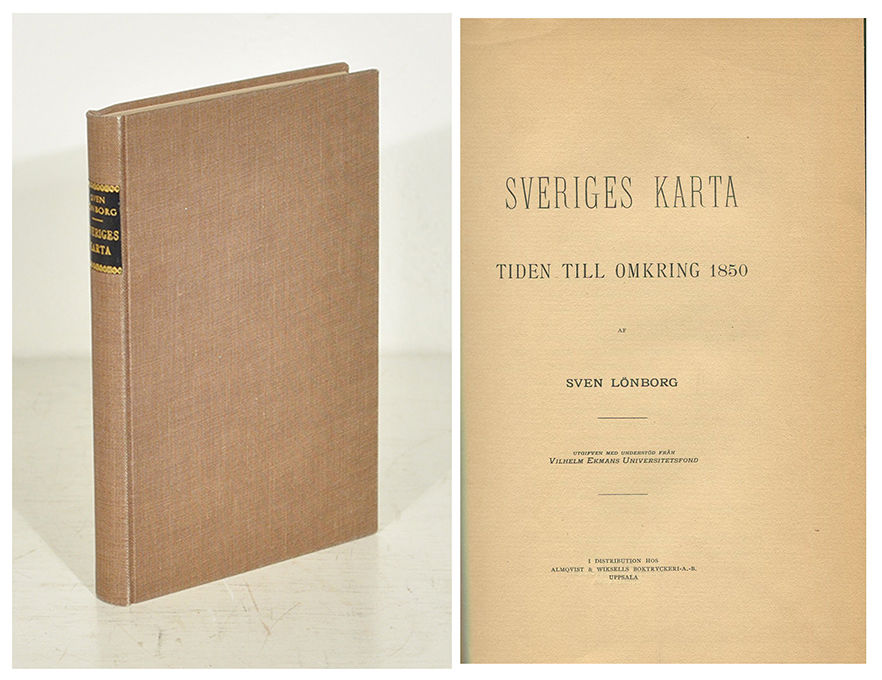 SVEN
LÖNBORG
SVERIGES
KARTA
SVERIGES KARTA
TIDEN TILL OMKRING 1850
AF
SVEN LÖNBORG
UTGIFVEN MED UNDERSTÖD FRÅN
VILHELM EKMANS UNIVERSITETSFOND
I DISTRIBUTION HOS
ALMQVIST & WIKSELLS BOKTRYCKERI-A.-B.
UPPSALA